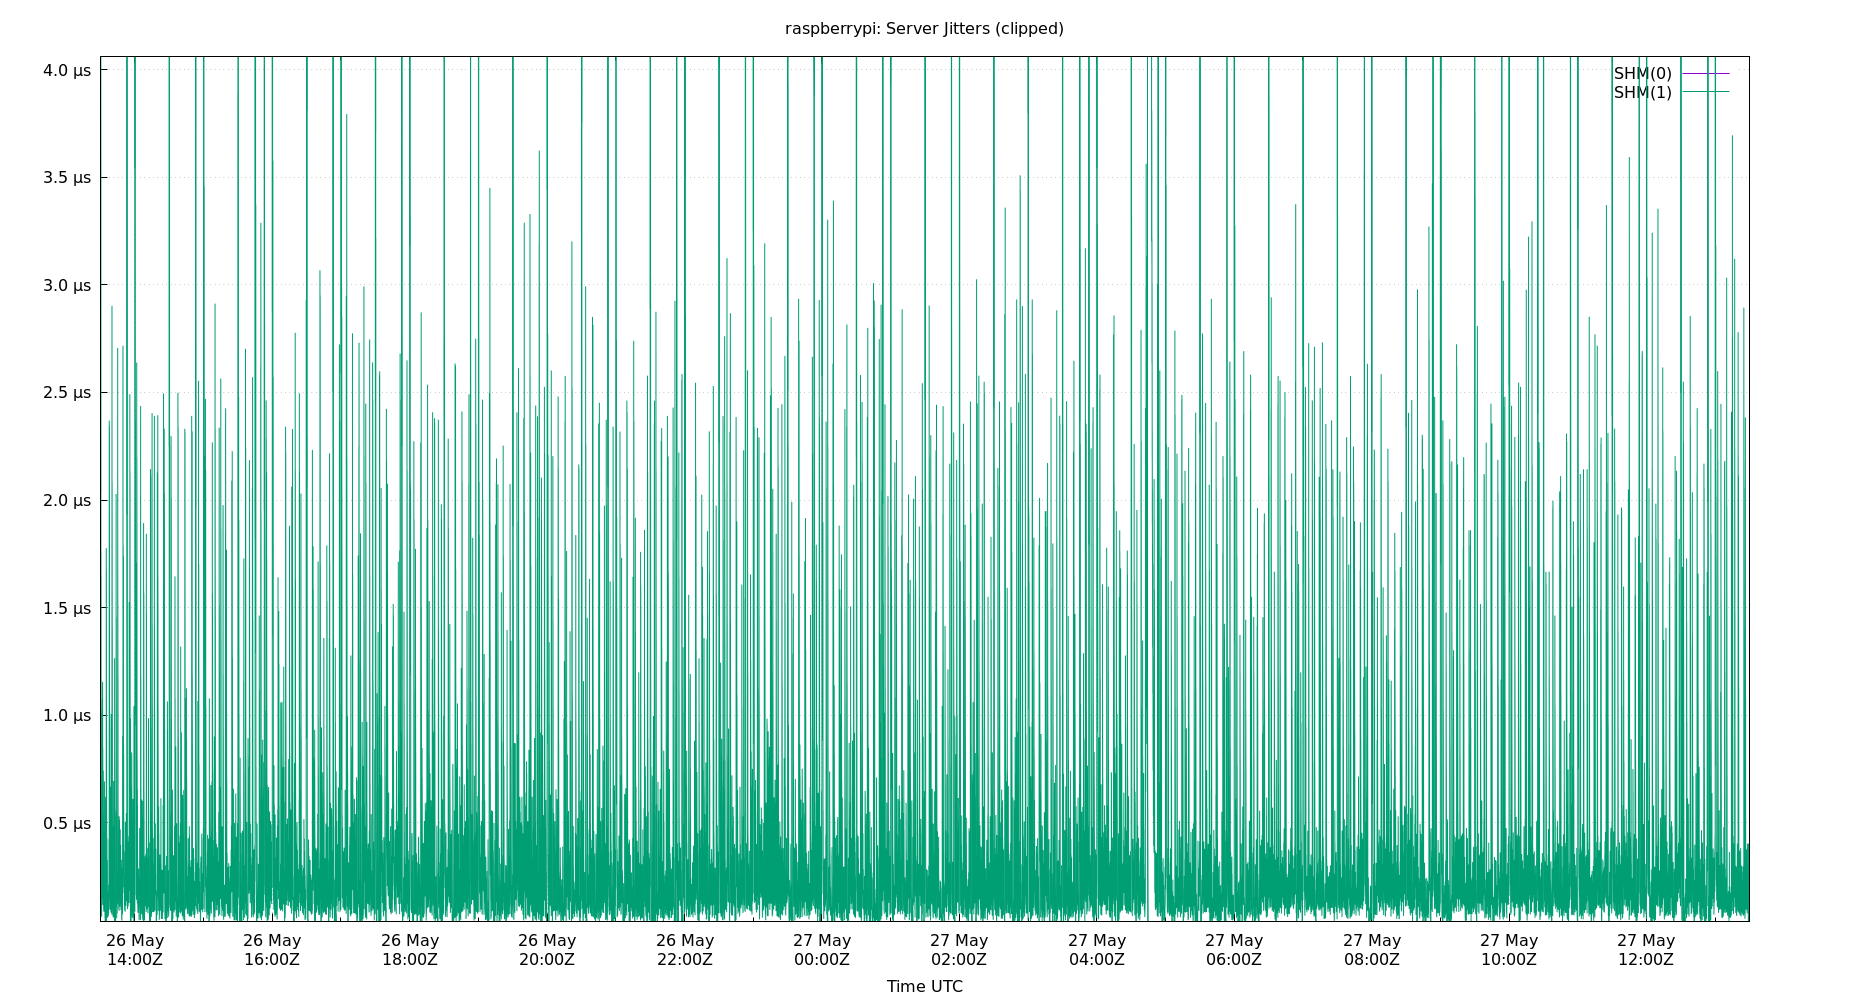 raspberrypi: Server Jitters (clipped)
4.0 µs
3.5 µs
3.0 µs
2.5 µs
2.0 µs
1.5 µs
1.0 µs
0.5 µs
SHM(0)
SHM(1)
26 May 26 May 26 May 26 May 26 May 27 May 27 May 27 May 27 May 27 May 27 May 27 May
14:00Z 16:00Z 18:00Z 20:00Z 22:00Z 00:00Z 02:00Z 04:00Z 06:00Z 08:00Z 10:00Z 12:00Z
Time UTC